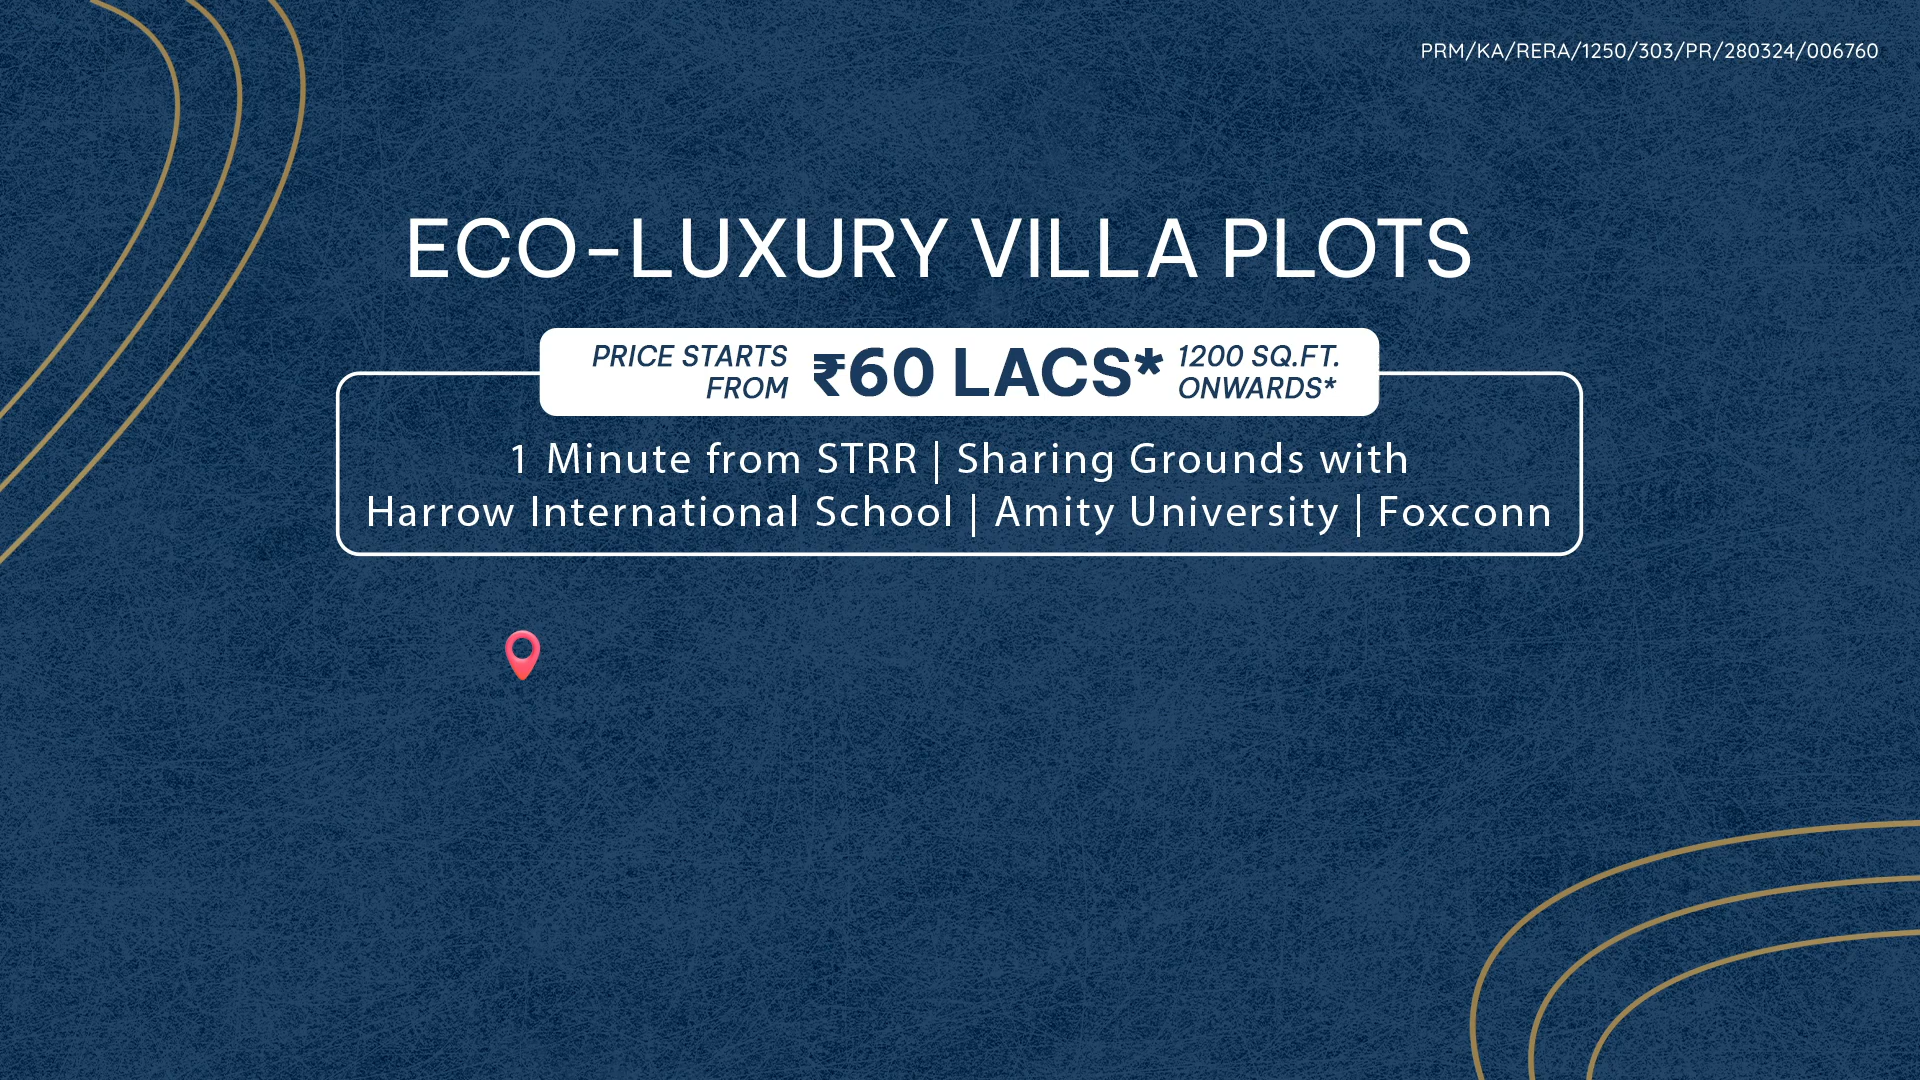 PRM/KA/RERA/1250/303/PR/280324/006760
ECO-LUXURY VILLA PLOTS
PRICE STARTS
FROM
₹60 LACS*
1200 SQ.FT.
ONWARDS*
1 Minute from STRR | Sharing Grounds with
Harrow International School | Amity University | Foxconn